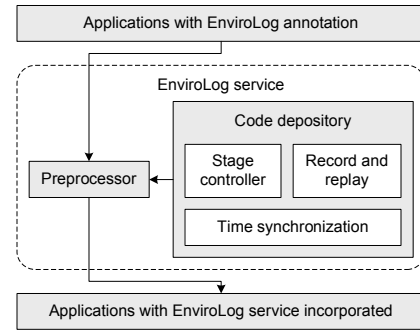 Applications with EnviroLog annotation
EnviroLog service
Code depository
Preprocessor
Stage
controller
Record and
replay
Time synchronization
Applications with EnviroLog service incorporated